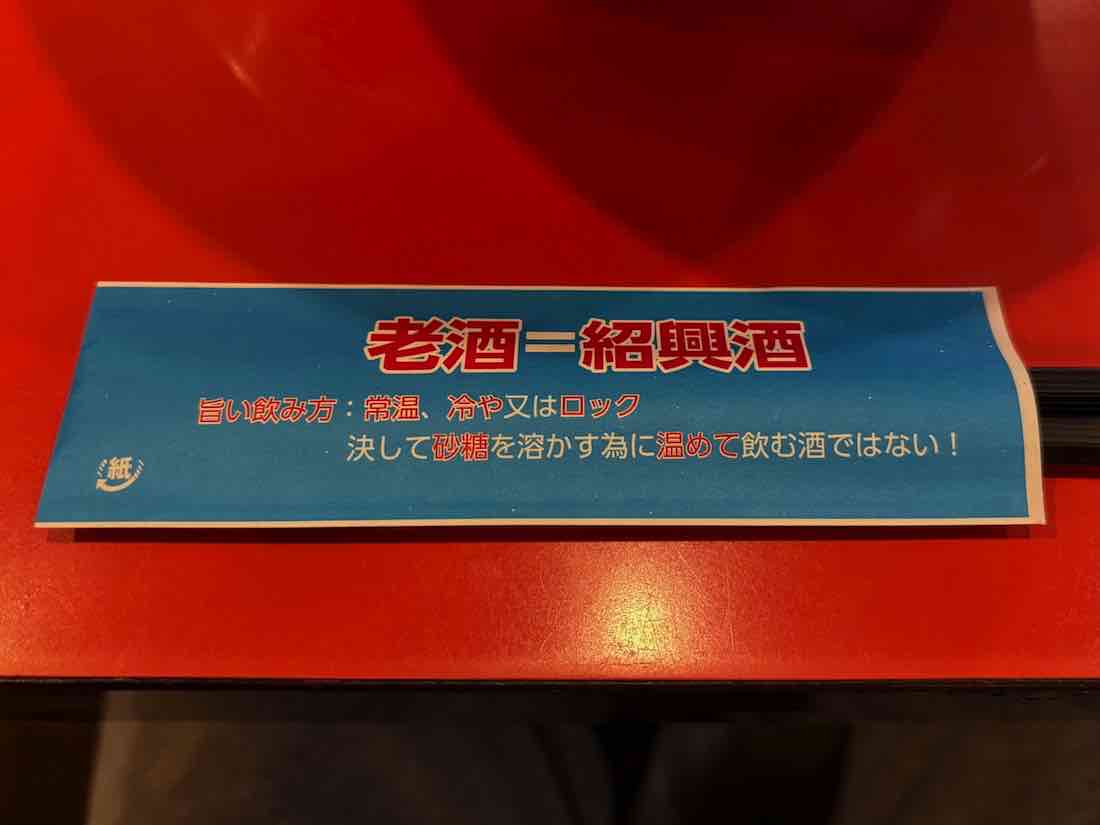 老酒=紹興酒
旨い飲み方：常温、冷や又はロック
決して砂糖を溶かす為に温めて飲む酒ではない！
紙